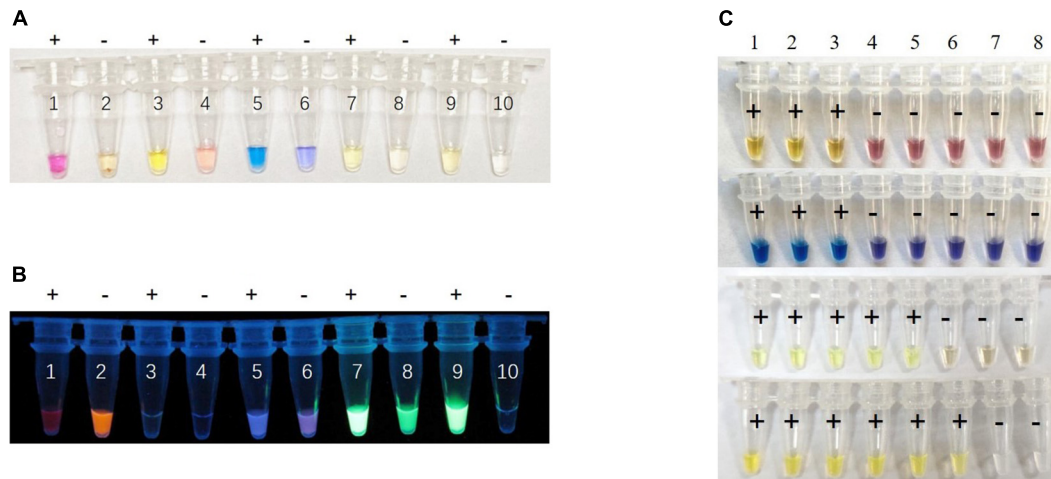 A
+ - + - + - + - + -
1 2 3 4 5 6 7 8 9 10
B
+ - + - + - + - + -
1 2 3 4 5 6 7 8 9 10
C
1 2 3 4 5 6 7 8
+ + + - - - - -
+ + + - - - - -
+ + + + + - - -
+ + + + + + - -